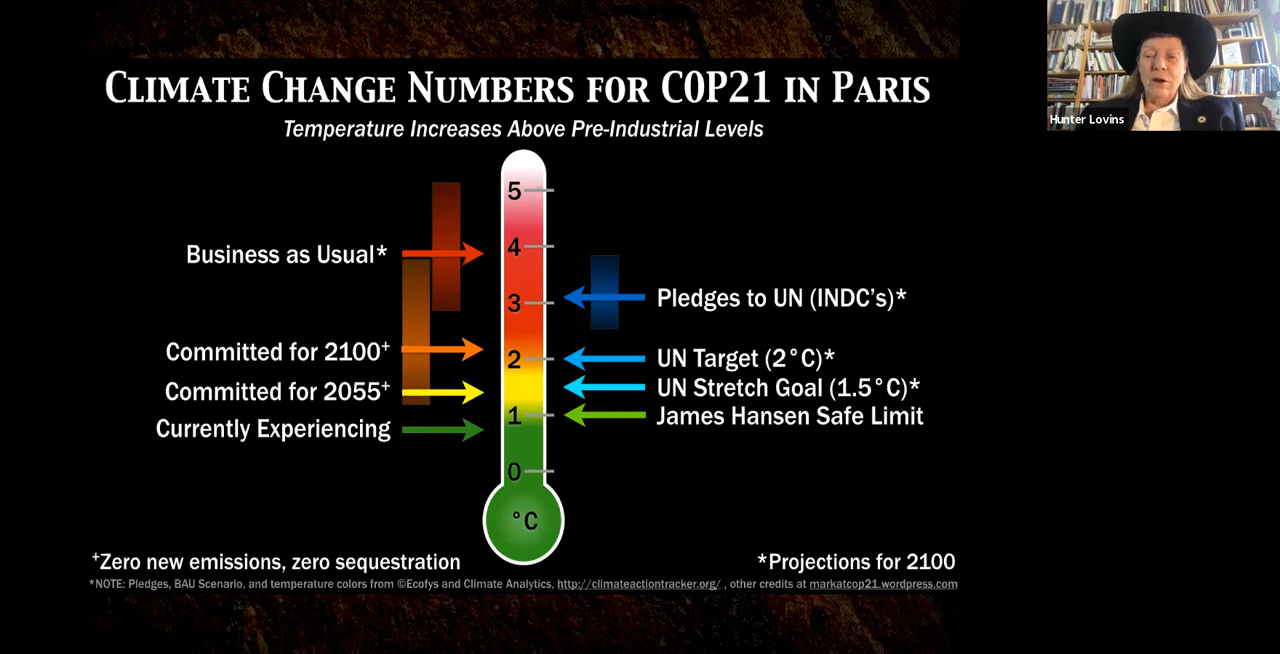 Climate Change Numbers for COP21 in Paris
Temperature Increases Above Pre-Industrial Levels
Hunter Lovins
5
4
3
2
1
0
°C
Business as Usual*
Committed for 2100⁺
Committed for 2055⁺
Currently Experiencing
Pledges to UN (INDC's)*
UN Target (2°C)*
UN Stretch Goal (1.5°C)*
James Hansen Safe Limit
⁺Zero new emissions, zero sequestration
*Projections for 2100
*NOTE: Pledges, BAU Scenario, and temperature colors from ©Ecofys and Climate Analytics, http://climateactiontracker.org/ , other credits at markatcop21.wordpress.com